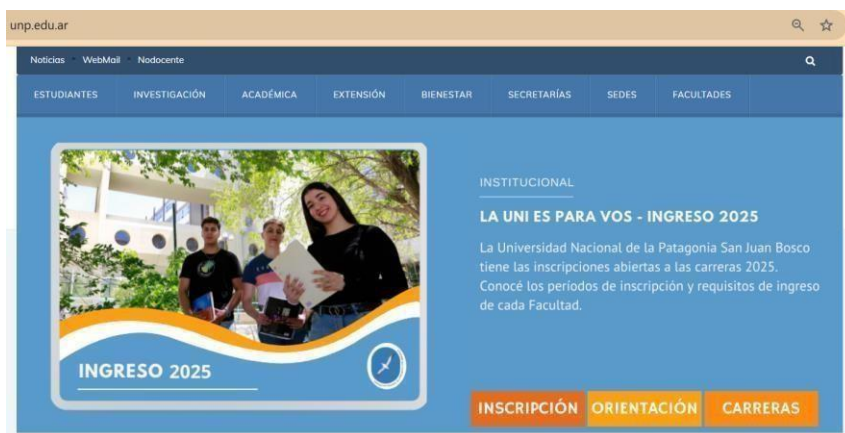 unp.edu.ar
Noticias WebMail Nodocente
ESTUDIANTES INVESTIGACIÓN ACADÉMICA EXTENSIÓN BIENESTAR SECRETARÍAS SEDES FACULTADES
INSTITUCIONAL
LA UNI ES PARA VOS - INGRESO 2025
La Universidad Nacional de la Patagonia San Juan Bosco
tiene las inscripciones abiertas a las carreras 2025.
Conocé los períodos de inscripción y requisitos de ingreso
de cada Facultad.
INGRESO 2025
INSCRIPCIÓN ORIENTACIÓN CARRERAS